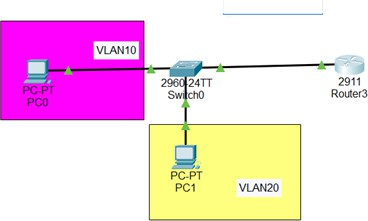 VLAN10
PC-PT
PC0
2960-24TT
Switch0
2911
Router3
PC-PT
PC1
VLAN20